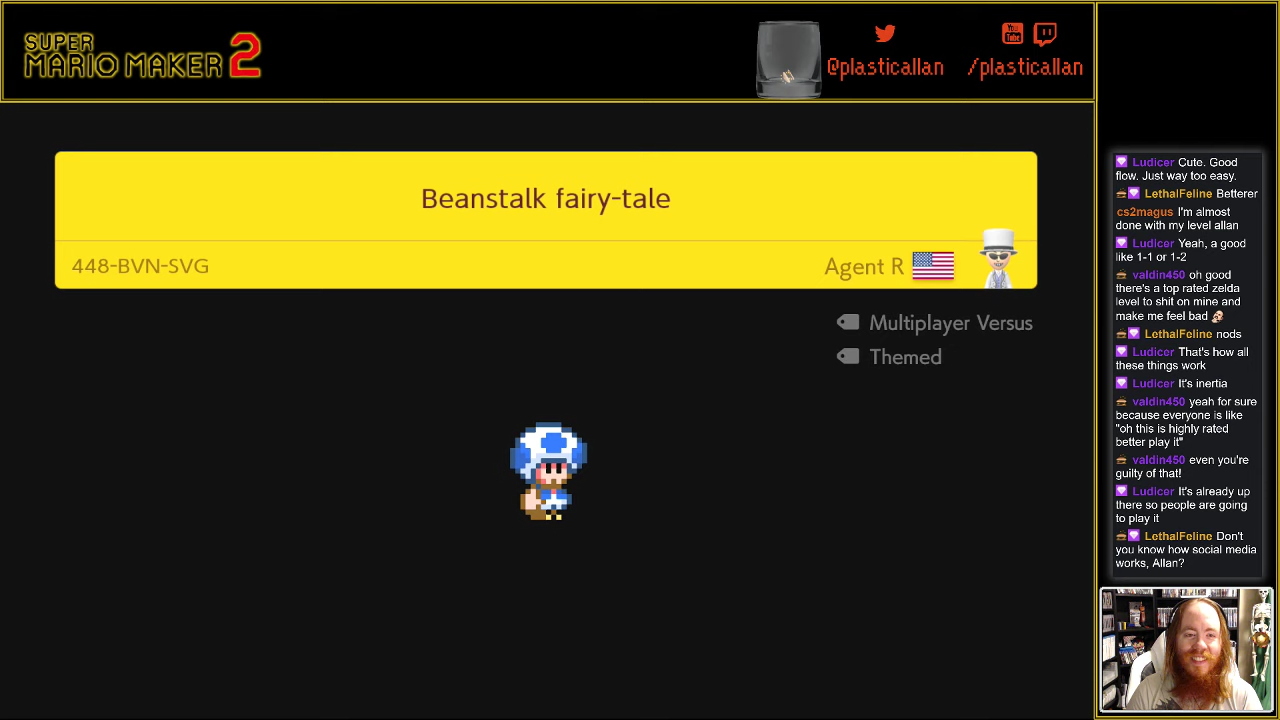 SUPER
MARIO MAKER 2
@plasticallan
You Tube
/plasticallan
Beanstalk fairy-tale
448-BVN-SVG
Agent R
Multiplayer Versus
Themed
Ludicer Cute. Good
flow. Just way too easy.
LethalFeline Betterer
cs2magus I'm almost
done with my level allan
Ludicer Yeah, a good
like 1-1 or 1-2
valdin450 oh good
there's a top rated zelda
level to shit on mine and
make me feel bad
LethalFeline nods
Ludicer That's how all
these things work
Ludicer It's inertia
valdin450 yeah for sure
because everyone is like
"oh this is highly rated
better play it"
valdin450 even you're
guilty of that!
Ludicer It's already up
there so people are going
to play it
LethalFeline Don't
you know how social media
works, Allan?